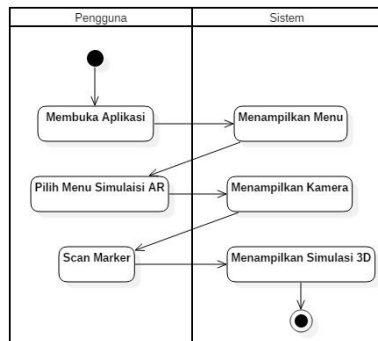 Pengguna
Sistem
Membuka Aplikasi
Menampilkan Menu
Pilih Menu Simulaisi AR
Menampilkan Kamera
Scan Marker
Menampilkan Simulasi 3D